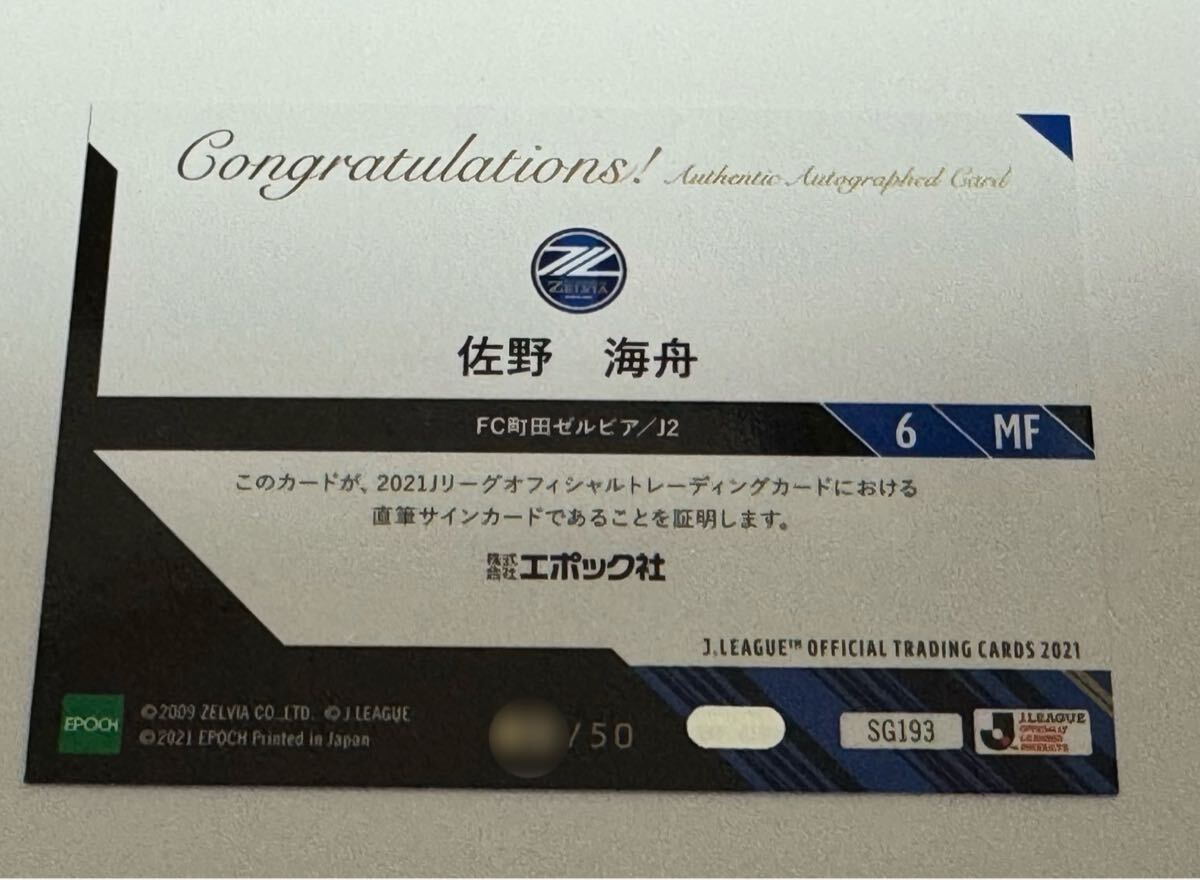 Congratulations! Authentic Autographed Card
ZELVIA
佐野 海舟
FC町田ゼルビア/J2
6 MF
このカードが、2021Jリーグオフィシャルトレーディングカードにおける
直筆サインカードであることを証明します。
株式会社エポック社
J.LEAGUE™ OFFICIAL TRADING CARDS 2021
EPOCH
©2009 ZELVIA CO.,LTD. © J LEAGUE
©2021 EPOCH Printed in Japan
/50
SG193
J.LEAGUE
OFFICIALLY
LICENSED
PRODUCTS